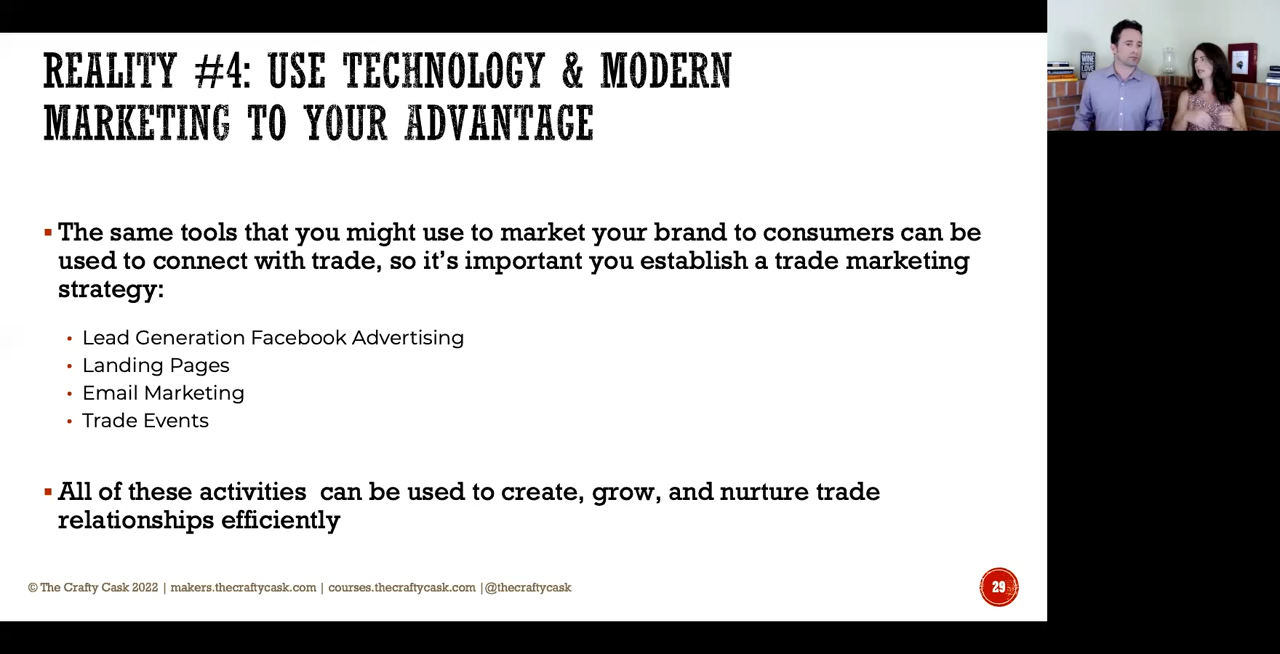 REALITY #4: USE TECHNOLOGY & MODERN
MARKETING TO YOUR ADVANTAGE
▪ The same tools that you might use to market your brand to consumers can be
used to connect with trade, so it's important you establish a trade marketing
strategy:
• Lead Generation Facebook Advertising
• Landing Pages
• Email Marketing
• Trade Events
▪ All of these activities  can be used to create, grow, and nurture trade
relationships efficiently
© The Crafty Cask 2022 | makers.thecraftycask.com | courses.thecraftycask.com |@thecraftycask
29